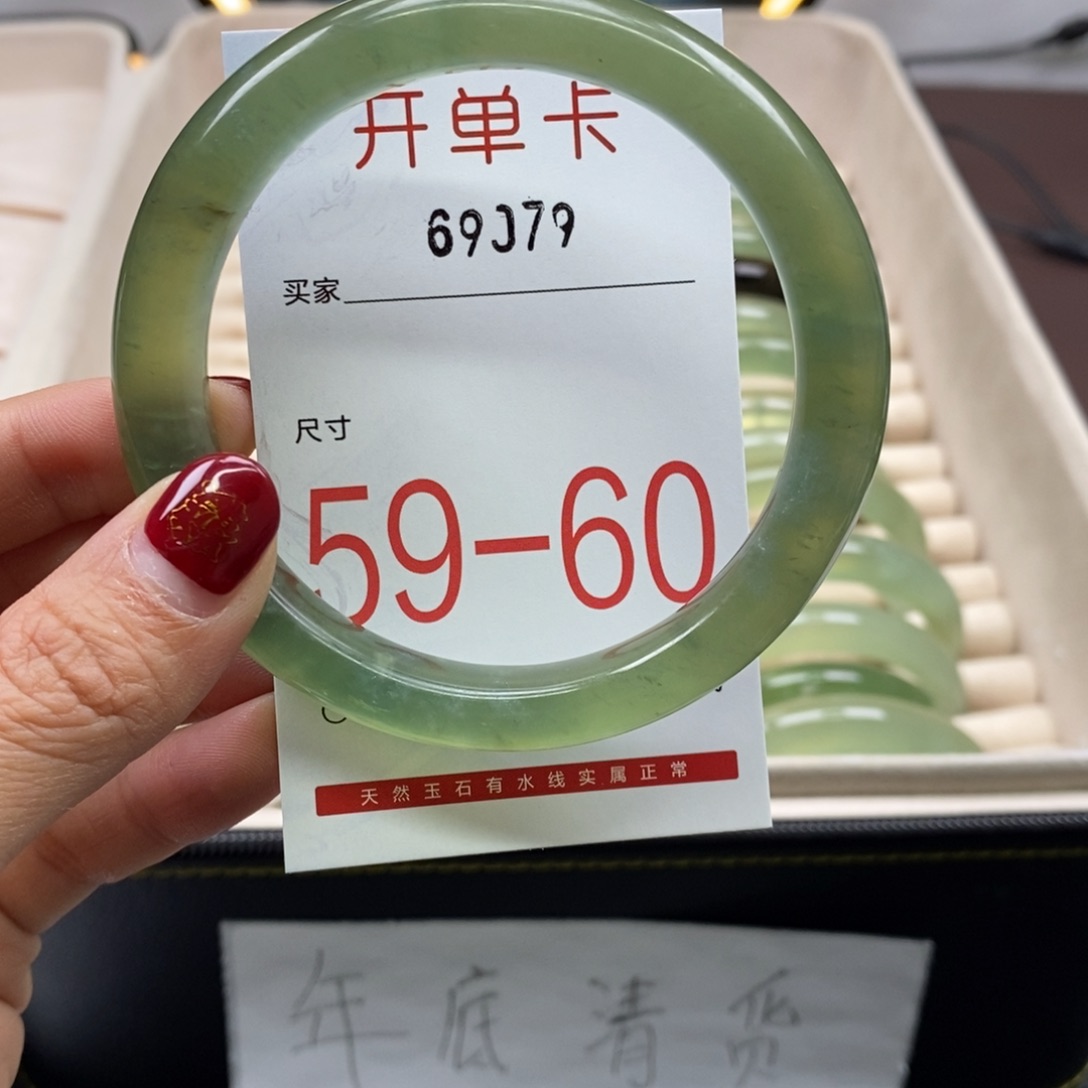 开单卡
69J79
买家
尺寸
59-60
天然玉石有水线实属正常
年底清货